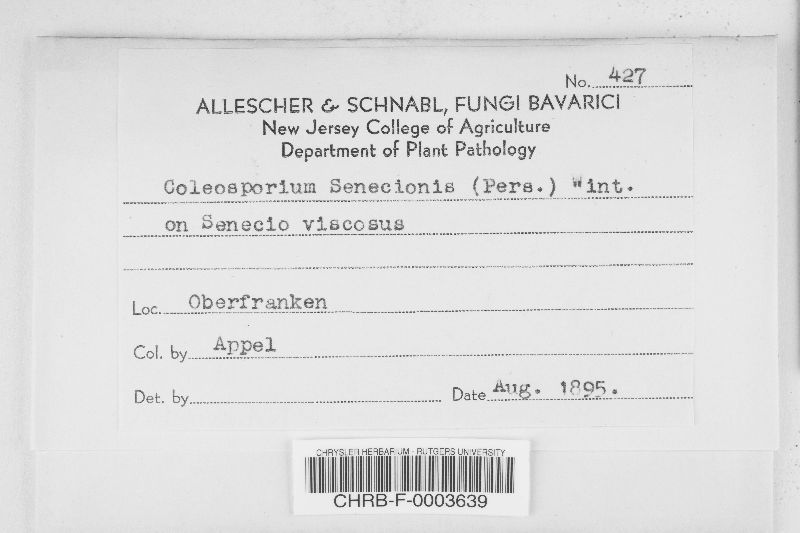 No. 427
ALLESCHER & SCHNABL, FUNGI BAVARICI
New Jersey College of Agriculture
Department of Plant Pathology
Coleosporium Senecionis (Pers.) Wint.
on Senecio viscosus
Loc. Oberfranken
Col. by Appel
Det. by
Date Aug. 1895.
CHRYSLER HERBARIUM - RUTGERS UNIVERSITY
CHRB-F-0003639